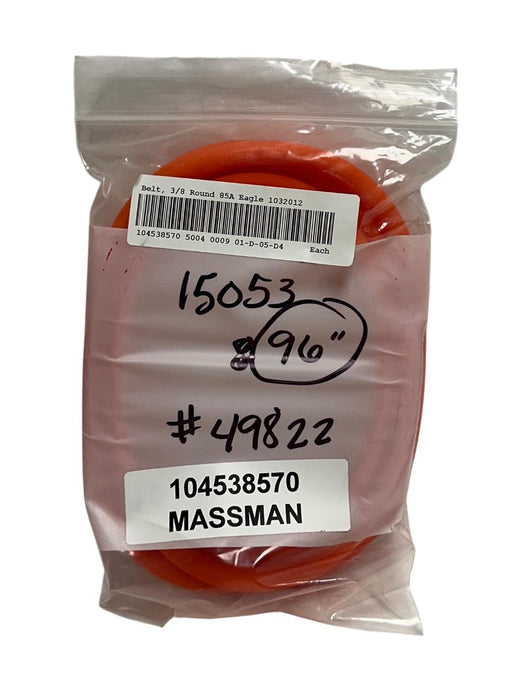 Belt, 3/8 Round 85A Eagle 1032012
104538570 5004 0009 01-D-05-D4 Each
15053
96"
#49822
104538570
MASSMAN